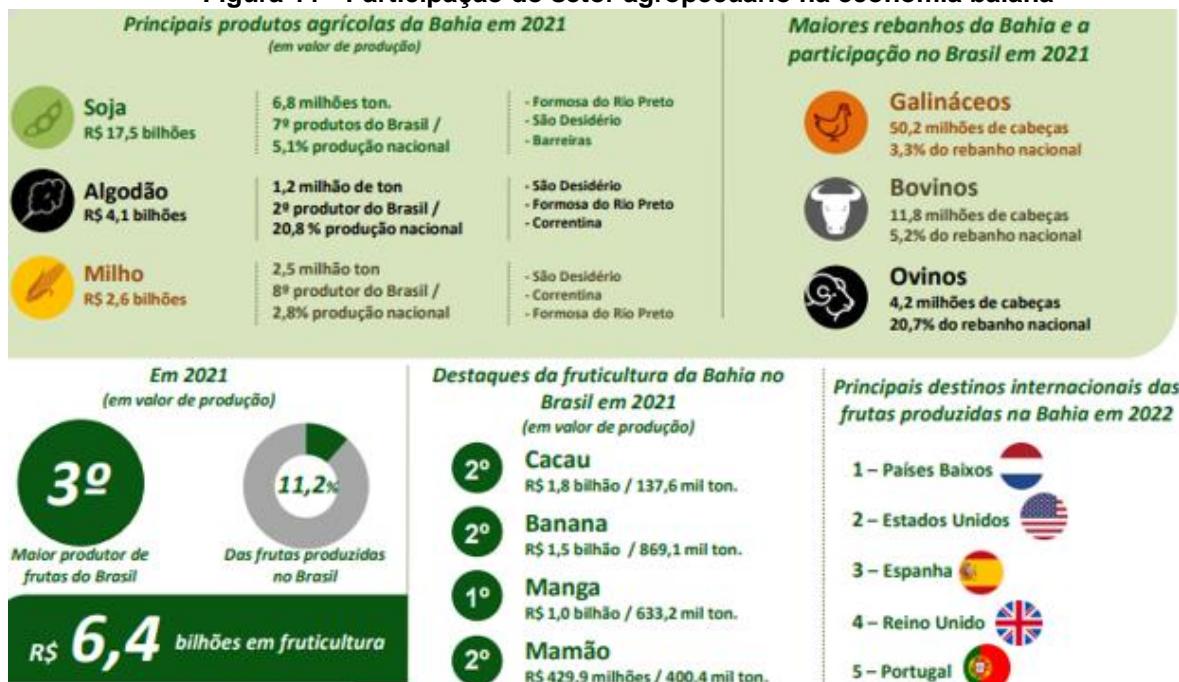 Principais produtos agrícolas da Bahia em 2021
(em valor de produção)
Soja
R$ 17,5 bilhões
6,8 milhões ton.
7º produtos do Brasil /
5,1% produção nacional
- Formosa do Rio Preto
- São Desidério
- Barreiras
Algodão
R$ 4,1 bilhões
1,2 milhão de ton
2º produtor do Brasil /
20,8 % produção nacional
- São Desidério
- Formosa do Rio Preto
- Correntina
Milho
R$ 2,6 bilhões
2,5 milhão ton
8º produtor do Brasil /
2,8% produção nacional
- São Desidério
- Correntina
- Formosa do Rio Preto
Maiores rebanhos da Bahia e a
participação no Brasil em 2021
Galináceos
50,2 milhões de cabeças
3,3% do rebanho nacional
Bovinos
11,8 milhões de cabeças
5,2% do rebanho nacional
Ovinos
4,2 milhões de cabeças
20,7% do rebanho nacional
Em 2021
(em valor de produção)
3º
Maior produtor de
frutas do Brasil
11,2%
Das frutas produzidas
no Brasil
R$ 6,4 bilhões em fruticultura
Destaques da fruticultura da Bahia no
Brasil em 2021
(em valor de produção)
2º
Cacau
R$ 1,8 bilhão / 137,6 mil ton.
2º
Banana
R$ 1,5 bilhão / 869,1 mil ton.
1º
Manga
R$ 1,0 bilhão / 633,2 mil ton.
2º
Mamão
R$ 429,9 milhões / 400,4 mil ton.
Principais destinos internacionais das
frutas produzidas na Bahia em 2022
1 – Países Baixos
2 – Estados Unidos
3 – Espanha
4 – Reino Unido
5 – Portugal